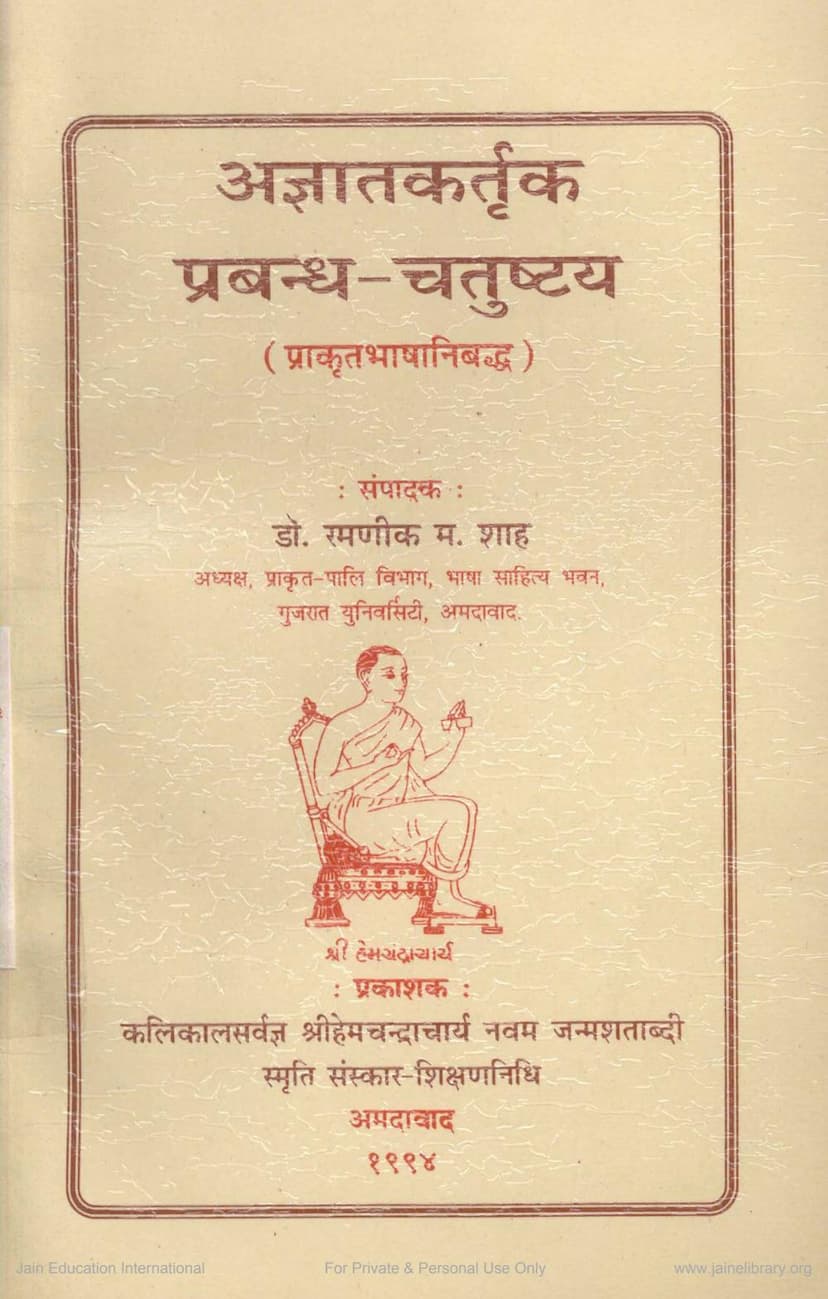 अज्ञातकर्तृक
प्रबन्ध-चतुष्टय
( प्राकृतभाषानिबद्ध )
: संपादक :
डॉ. रमणीक म. शाह
अध्यक्ष, प्राकृत-पालि विभाग, भाषा साहित्य भवन,
गुजरात युनिवर्सिटी, अमदावाद.
શ્રી હેમચંદ્રાચાર્ય
: प्रकाशक :
कलिकालसर्वज्ञ श्रीहेमचन्द्राचार्य नवम जन्मशताब्दी
स्मृति संस्कार-शिक्षणनिधि
अमदावाद
१९९४
Jain Education International For Private & Personal Use Only www.jainelibrary.org